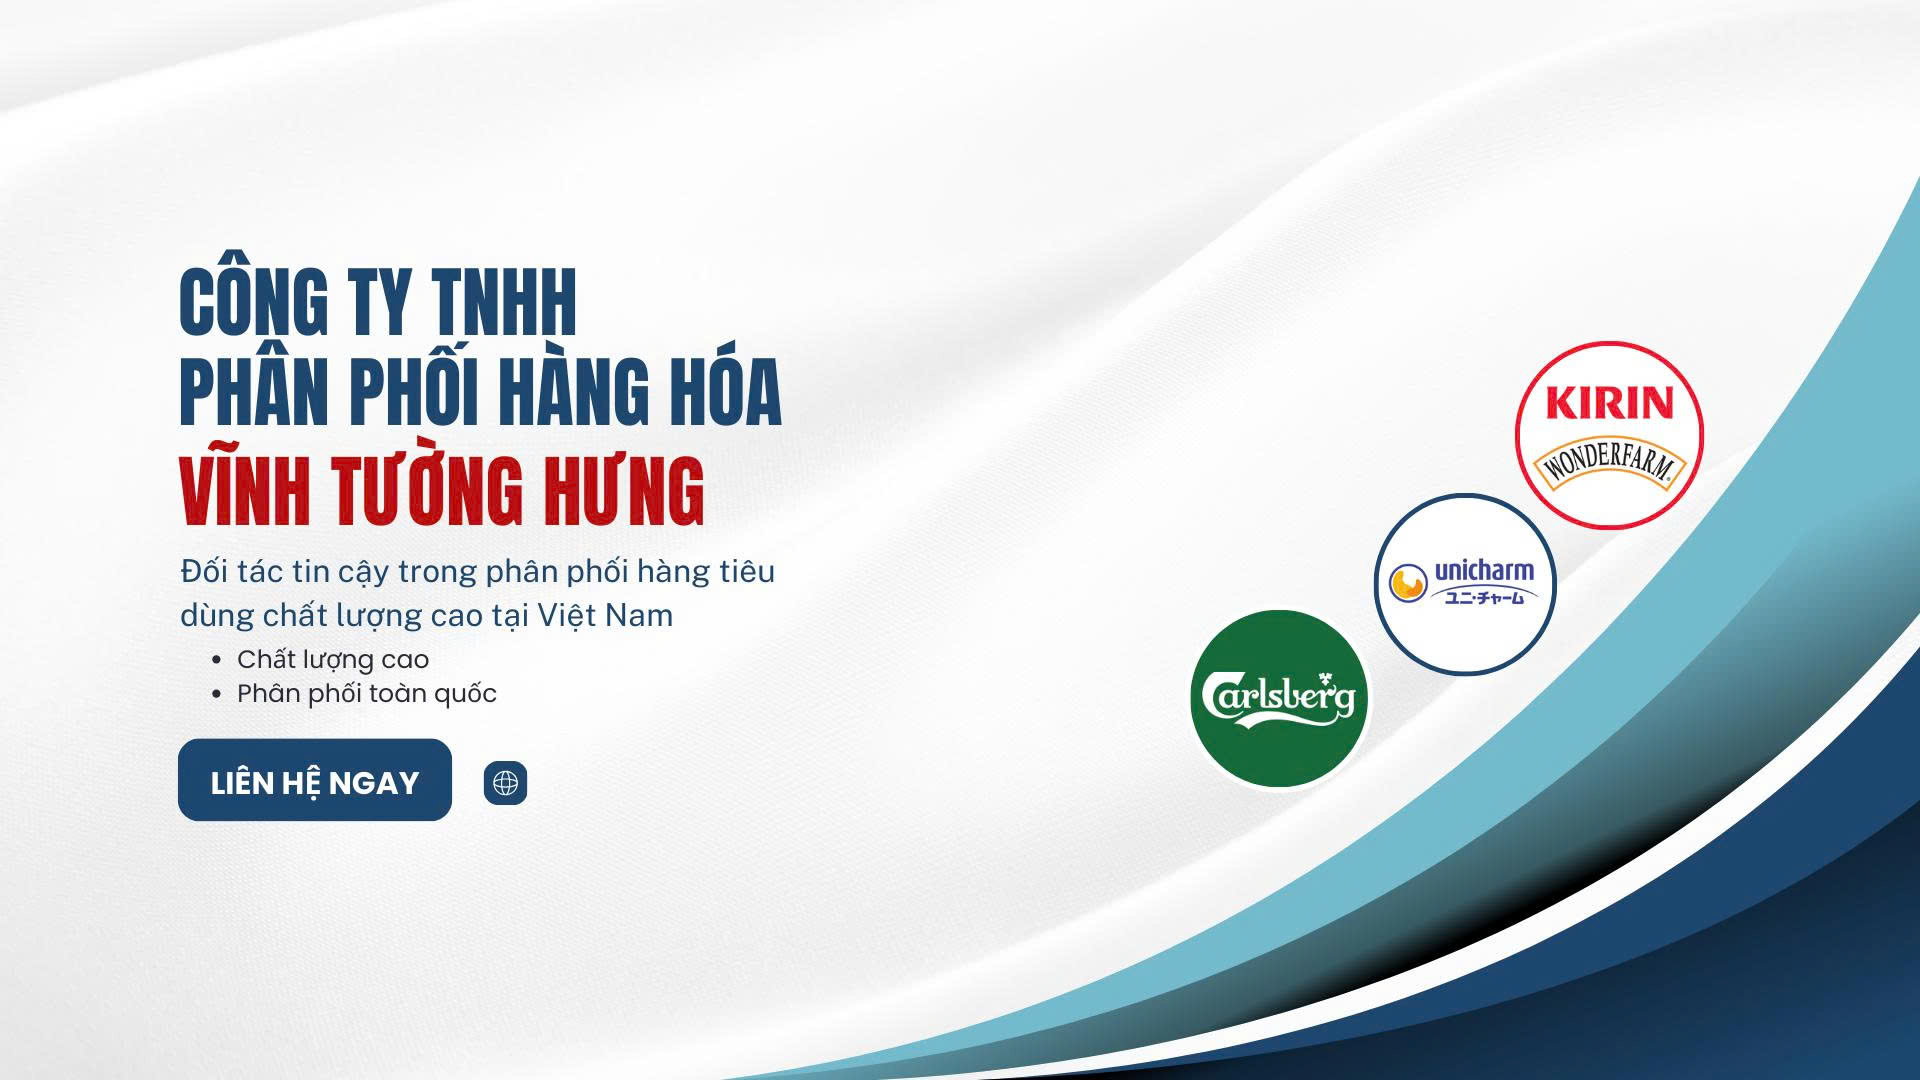 CÔNG TY TNHH
PHÂN PHỐI HÀNG HÓA
VĨNH TƯỜNG HƯNG
Đối tác tin cậy trong phân phối hàng tiêu
dùng chất lượng cao tại Việt Nam
• Chất lượng cao
• Phân phối toàn quốc
LIÊN HỆ NGAY
KIRIN
WONDERFARM
unicharm
ユニ・チャーム
Carlsberg